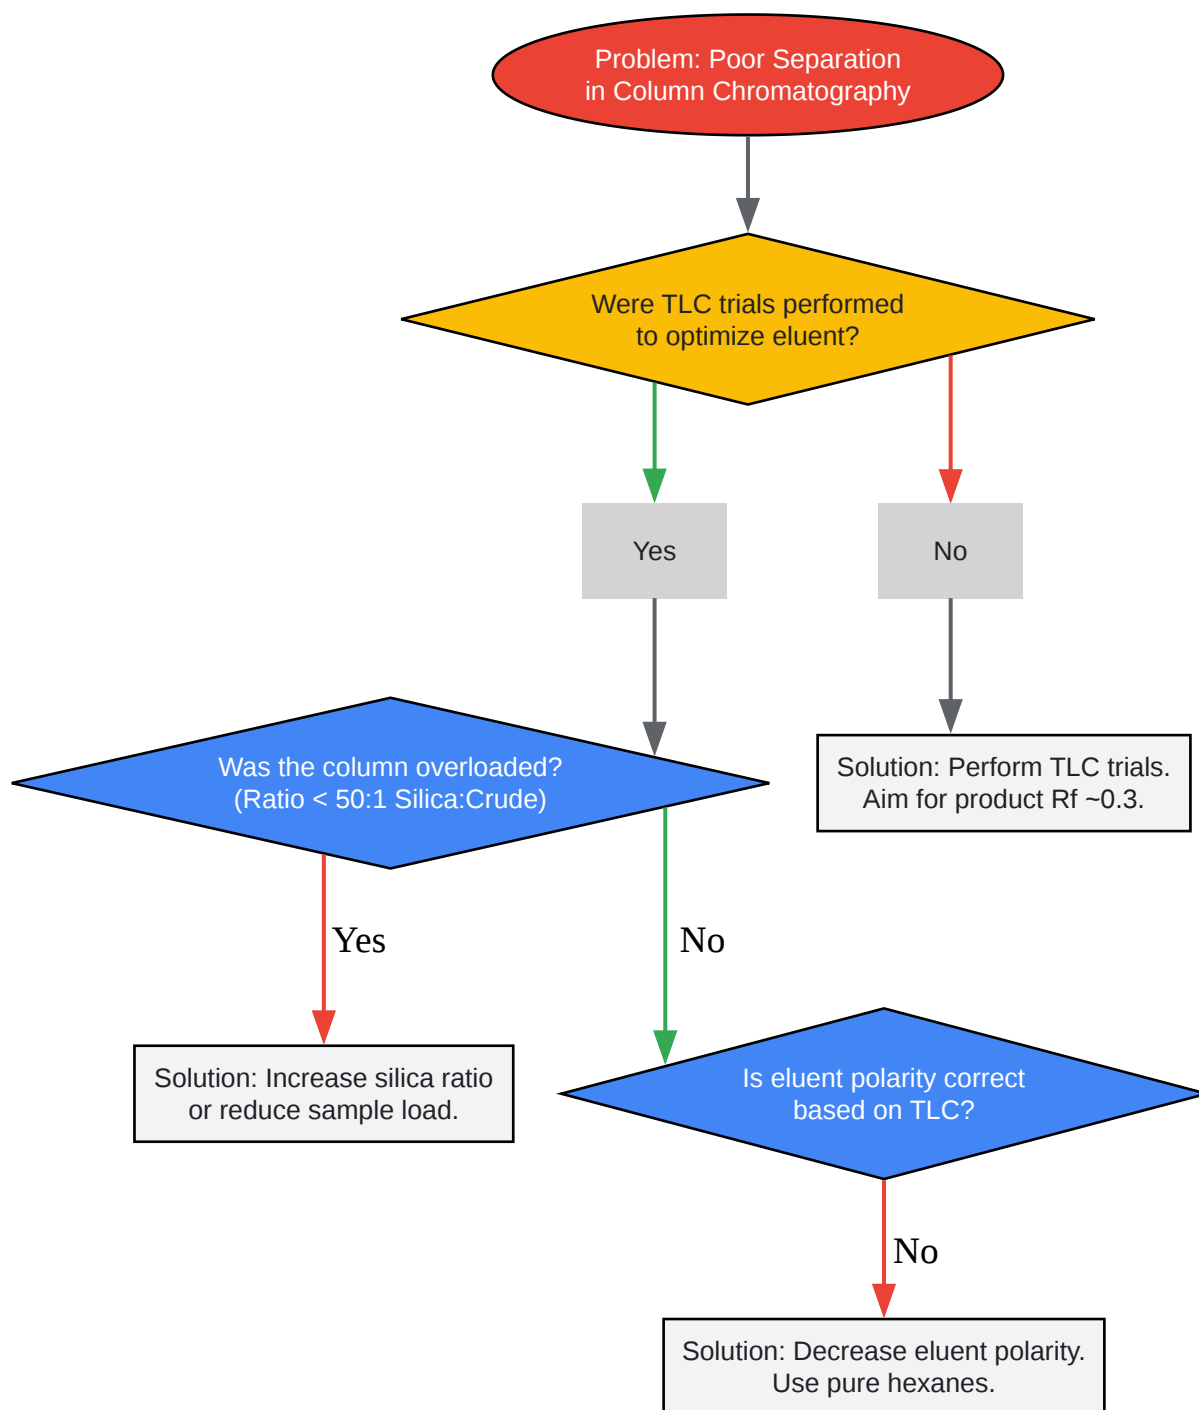 Problem: Poor Separation
in Column Chromatography
Were TLC trials performed
to optimize eluent?
Yes
No
Was the column overloaded?
(Ratio < 50:1 Silica:Crude)
Solution: Perform TLC trials.
Aim for product Rf ~0.3.
Yes
No
Solution: Increase silica ratio
or reduce sample load.
Is eluent polarity correct
based on TLC?
No
Solution: Decrease eluent polarity.
Use pure hexanes.